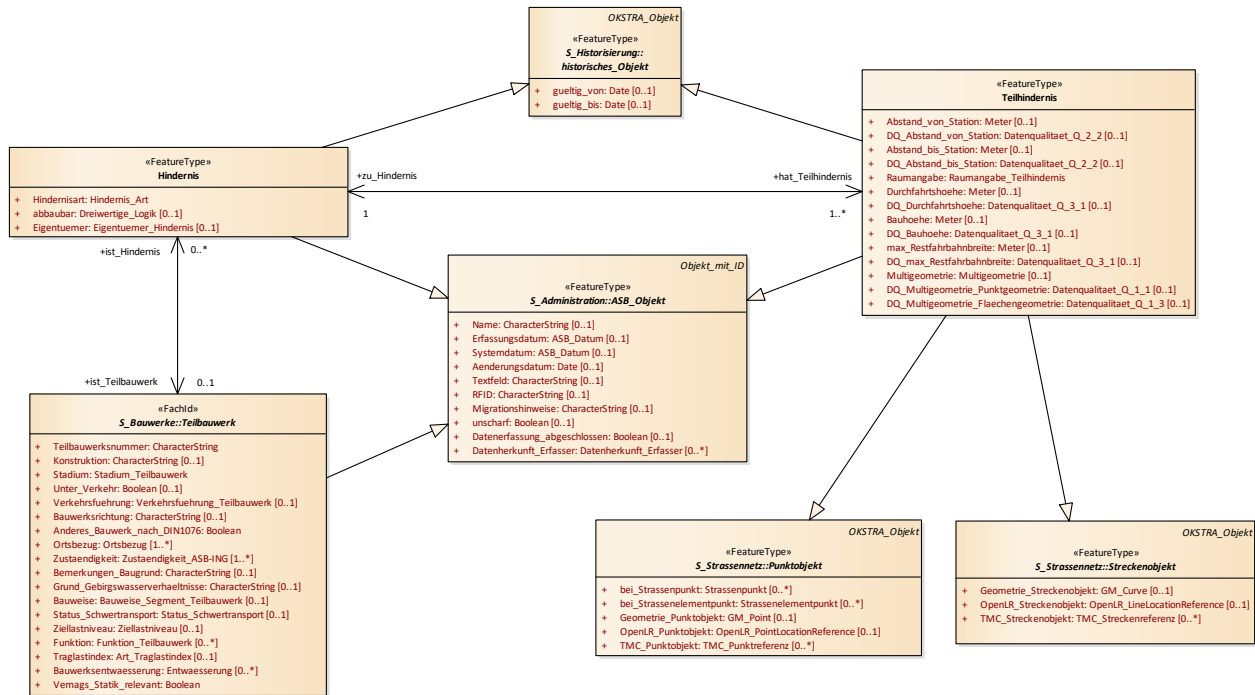 OKSTRA_Objekt
«FeatureType»
S_Historisierung::
historisches_Objekt
+ gueltig_von: Date [0..1]
+ gueltig_bis: Date [0..1]
«FeatureType»
Teilhindernis
+ Abstand_von_Station: Meter [0..1]
+ DQ_Abstand_von_Station: Datenqualitaet_Q_2_2 [0..1]
+ Abstand_bis_Station: Meter [0..1]
+ DQ_Abstand_bis_Station: Datenqualitaet_Q_2_2 [0..1]
+ Raumangabe: Raumangabe_Teilhindernis
+ Durchfahrtshoehe: Meter [0..1]
+ DQ_Durchfahrtshoehe: Datenqualitaet_Q_3_1 [0..1]
+ Bauhoehe: Meter [0..1]
+ DQ_Bauhoehe: Datenqualitaet_Q_3_1 [0..1]
+ max_Restfahrbahnbreite: Meter [0..1]
+ DQ_max_Restfahrbahnbreite: Datenqualitaet_Q_3_1 [0..1]
+ Multigeometrie: Multigeometrie [0..1]
+ DQ_Multigeometrie_Punktgeometrie: Datenqualitaet_Q_1_1 [0..1]
+ DQ_Multigeometrie_Flaechengeometrie: Datenqualitaet_Q_1_3 [0..1]
«FeatureType»
Hindernis
+ Hindernisart: Hindernis_Art
+ abbaubar: Dreiwertige_Logik [0..1]
+ Eigentuemer: Eigentuemer_Hindernis [0..1]
+zu_Hindernis
+hat_Teilhindernis
1
1..*
+ist_Hindernis
0..*
Objekt_mit_ID
«FeatureType»
S_Administration::ASB_Objekt
+ Name: CharacterString [0..1]
+ Erfassungsdatum: ASB_Datum [0..1]
+ Systemdatum: ASB_Datum [0..1]
+ Aenderungsdatum: Date [0..1]
+ Textfeld: CharacterString [0..1]
+ RFID: CharacterString [0..1]
+ Migrationshinweise: CharacterString [0..1]
+ unscharf: Boolean [0..1]
+ Datenerfassung_abgeschlossen: Boolean [0..1]
+ Datenherkunft_Erfasser: Datenherkunft_Erfasser [0..*]
+ist_Teilbauwerk
0..1
«FachId»
S_Bauwerke::Teilbauwerk
+ Teilbauwerksnummer: CharacterString
+ Konstruktion: CharacterString [0..1]
+ Stadium: Stadium_Teilbauwerk
+ Unter_Verkehr: Boolean [0..1]
+ Verkehrsfuehrung: Verkehrsfuehrung_Teilbauwerk [0..1]
+ Bauwerksrichtung: CharacterString [0..1]
+ Anderes_Bauwerk_nach_DIN1076: Boolean
+ Ortsbezug: Ortsbezug [1..*]
+ Zustaendigkeit: Zustaendigkeit_ASB-ING [1..*]
+ Bemerkungen_Baugrund: CharacterString [0..1]
+ Grund_Gebirgswasserverhaeltnisse: CharacterString [0..1]
+ Bauweise: Bauweise_Segment_Teilbauwerk [0..1]
+ Status_Schwertransport: Status_Schwertransport [0..1]
+ Ziellastniveau: Ziellastniveau [0..1]
+ Funktion: Funktion_Teilbauwerk [0..*]
+ Traglastindex: Art_Traglastindex [0..1]
+ Bauwerksentwaesserung: Entwaesserung [0..*]
+ Vemags_Statik_relevant: Boolean
OKSTRA_Objekt
«FeatureType»
S_Strassennetz::Punktobjekt
+ bei_Strassenpunkt: Strassenpunkt [0..*]
+ bei_Strassenelementpunkt: Strassenelementpunkt [0..*]
+ Geometrie_Punktobjekt: GM_Point [0..1]
+ OpenLR_Punktobjekt: OpenLR_PointLocationReference [0..1]
+ TMC_Punktobjekt: TMC_Punktreferenz [0..*]
OKSTRA_Objekt
«FeatureType»
S_Strassennetz::Streckenobjekt
+ Geometrie_Streckenobjekt: GM_Curve [0..1]
+ OpenLR_Streckenobjekt: OpenLR_LineLocationReference [0..1]
+ TMC_Streckenobjekt: TMC_Streckenreferenz [0..*]